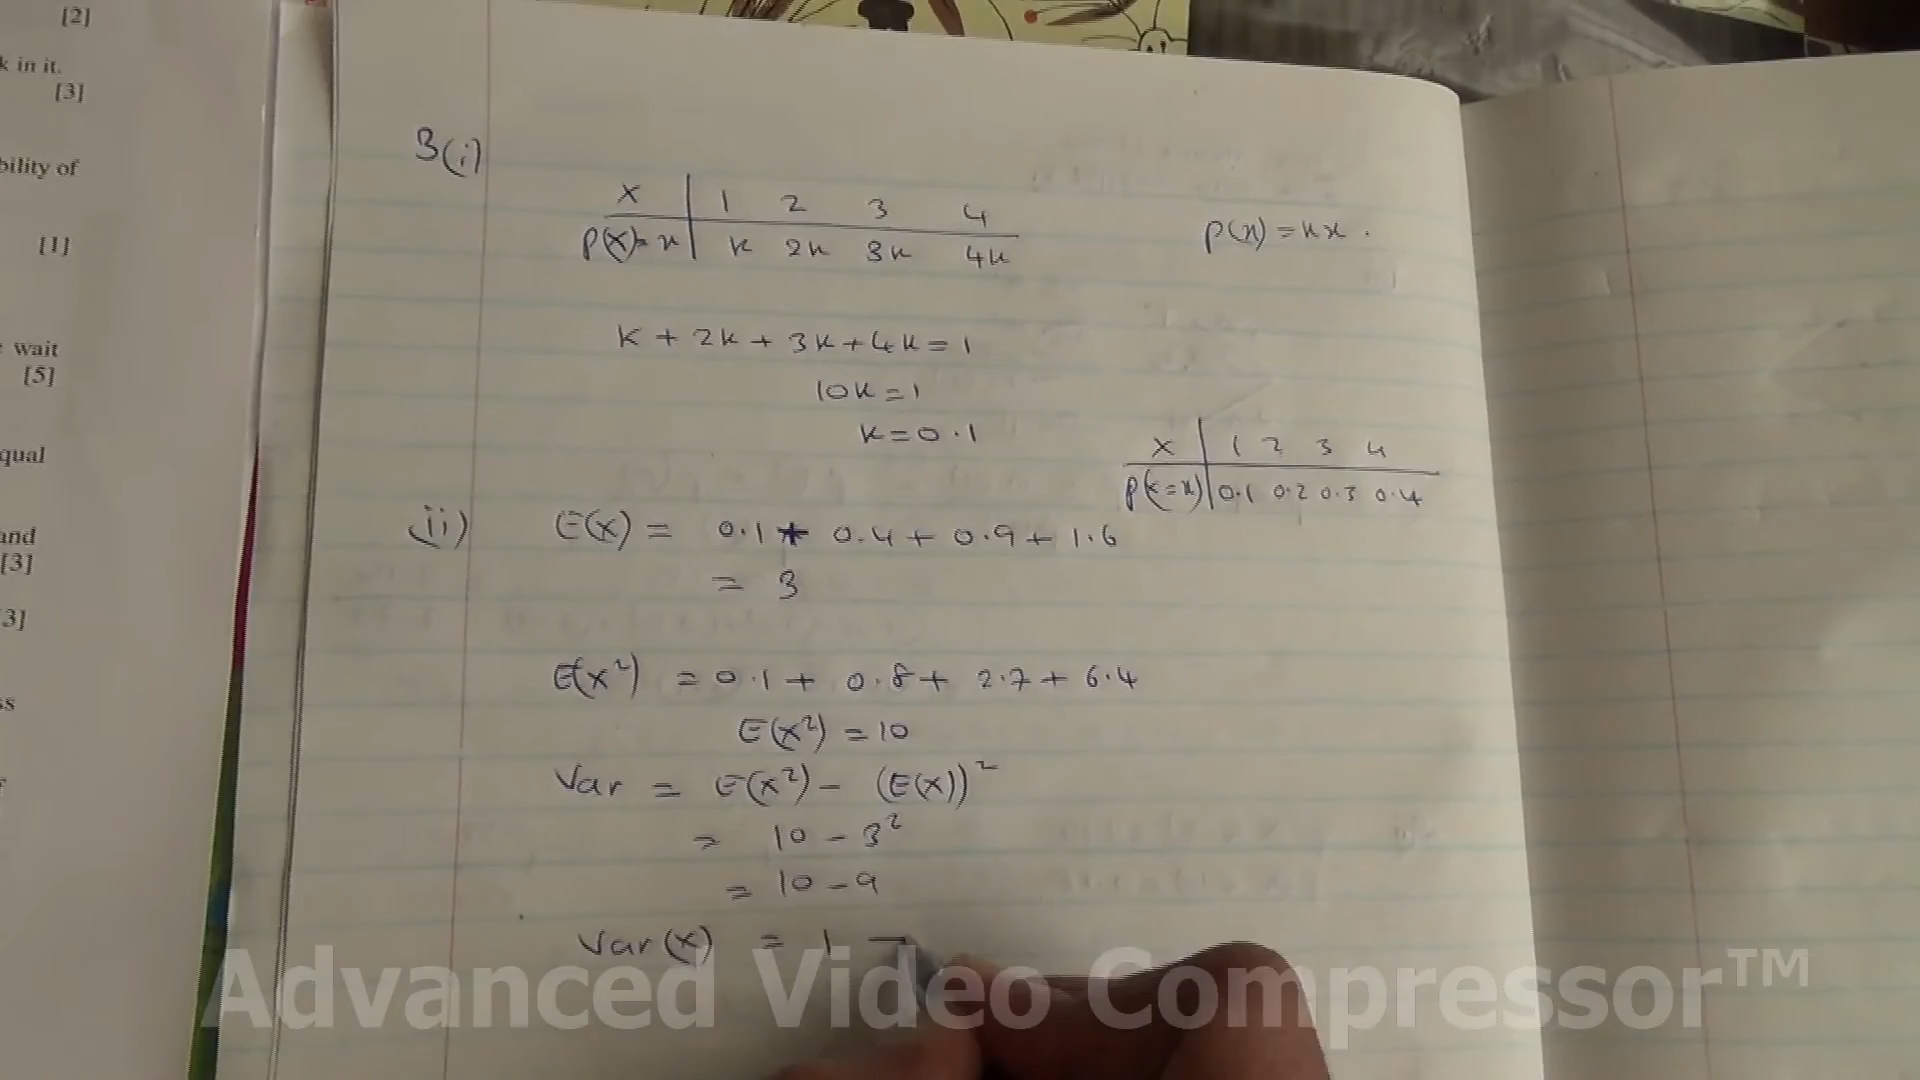 [2]
k in it.
[3]
bility of
[1]
wait
[5]
qual
and
[3]
3]
3(i)
X 1 2 3 4
P(X)= x k 2k 3k 4k
p(x) = kx .
k + 2k + 3k + 4k = 1
10k = 1
k = 0.1
X 1 2 3 4
P(X=x) 0.1 0.2 0.3 0.4
(ii) E(X) = 0.1 + 0.4 + 0.9 + 1.6
= 3
E(X²) = 0.1 + 0.8 + 2.7 + 6.4
E(X²) = 10
Var = E(X²) - (E(X))²
= 10 - 3²
= 10 - 9
Var(X) = 1
Advanced Video Compressor™